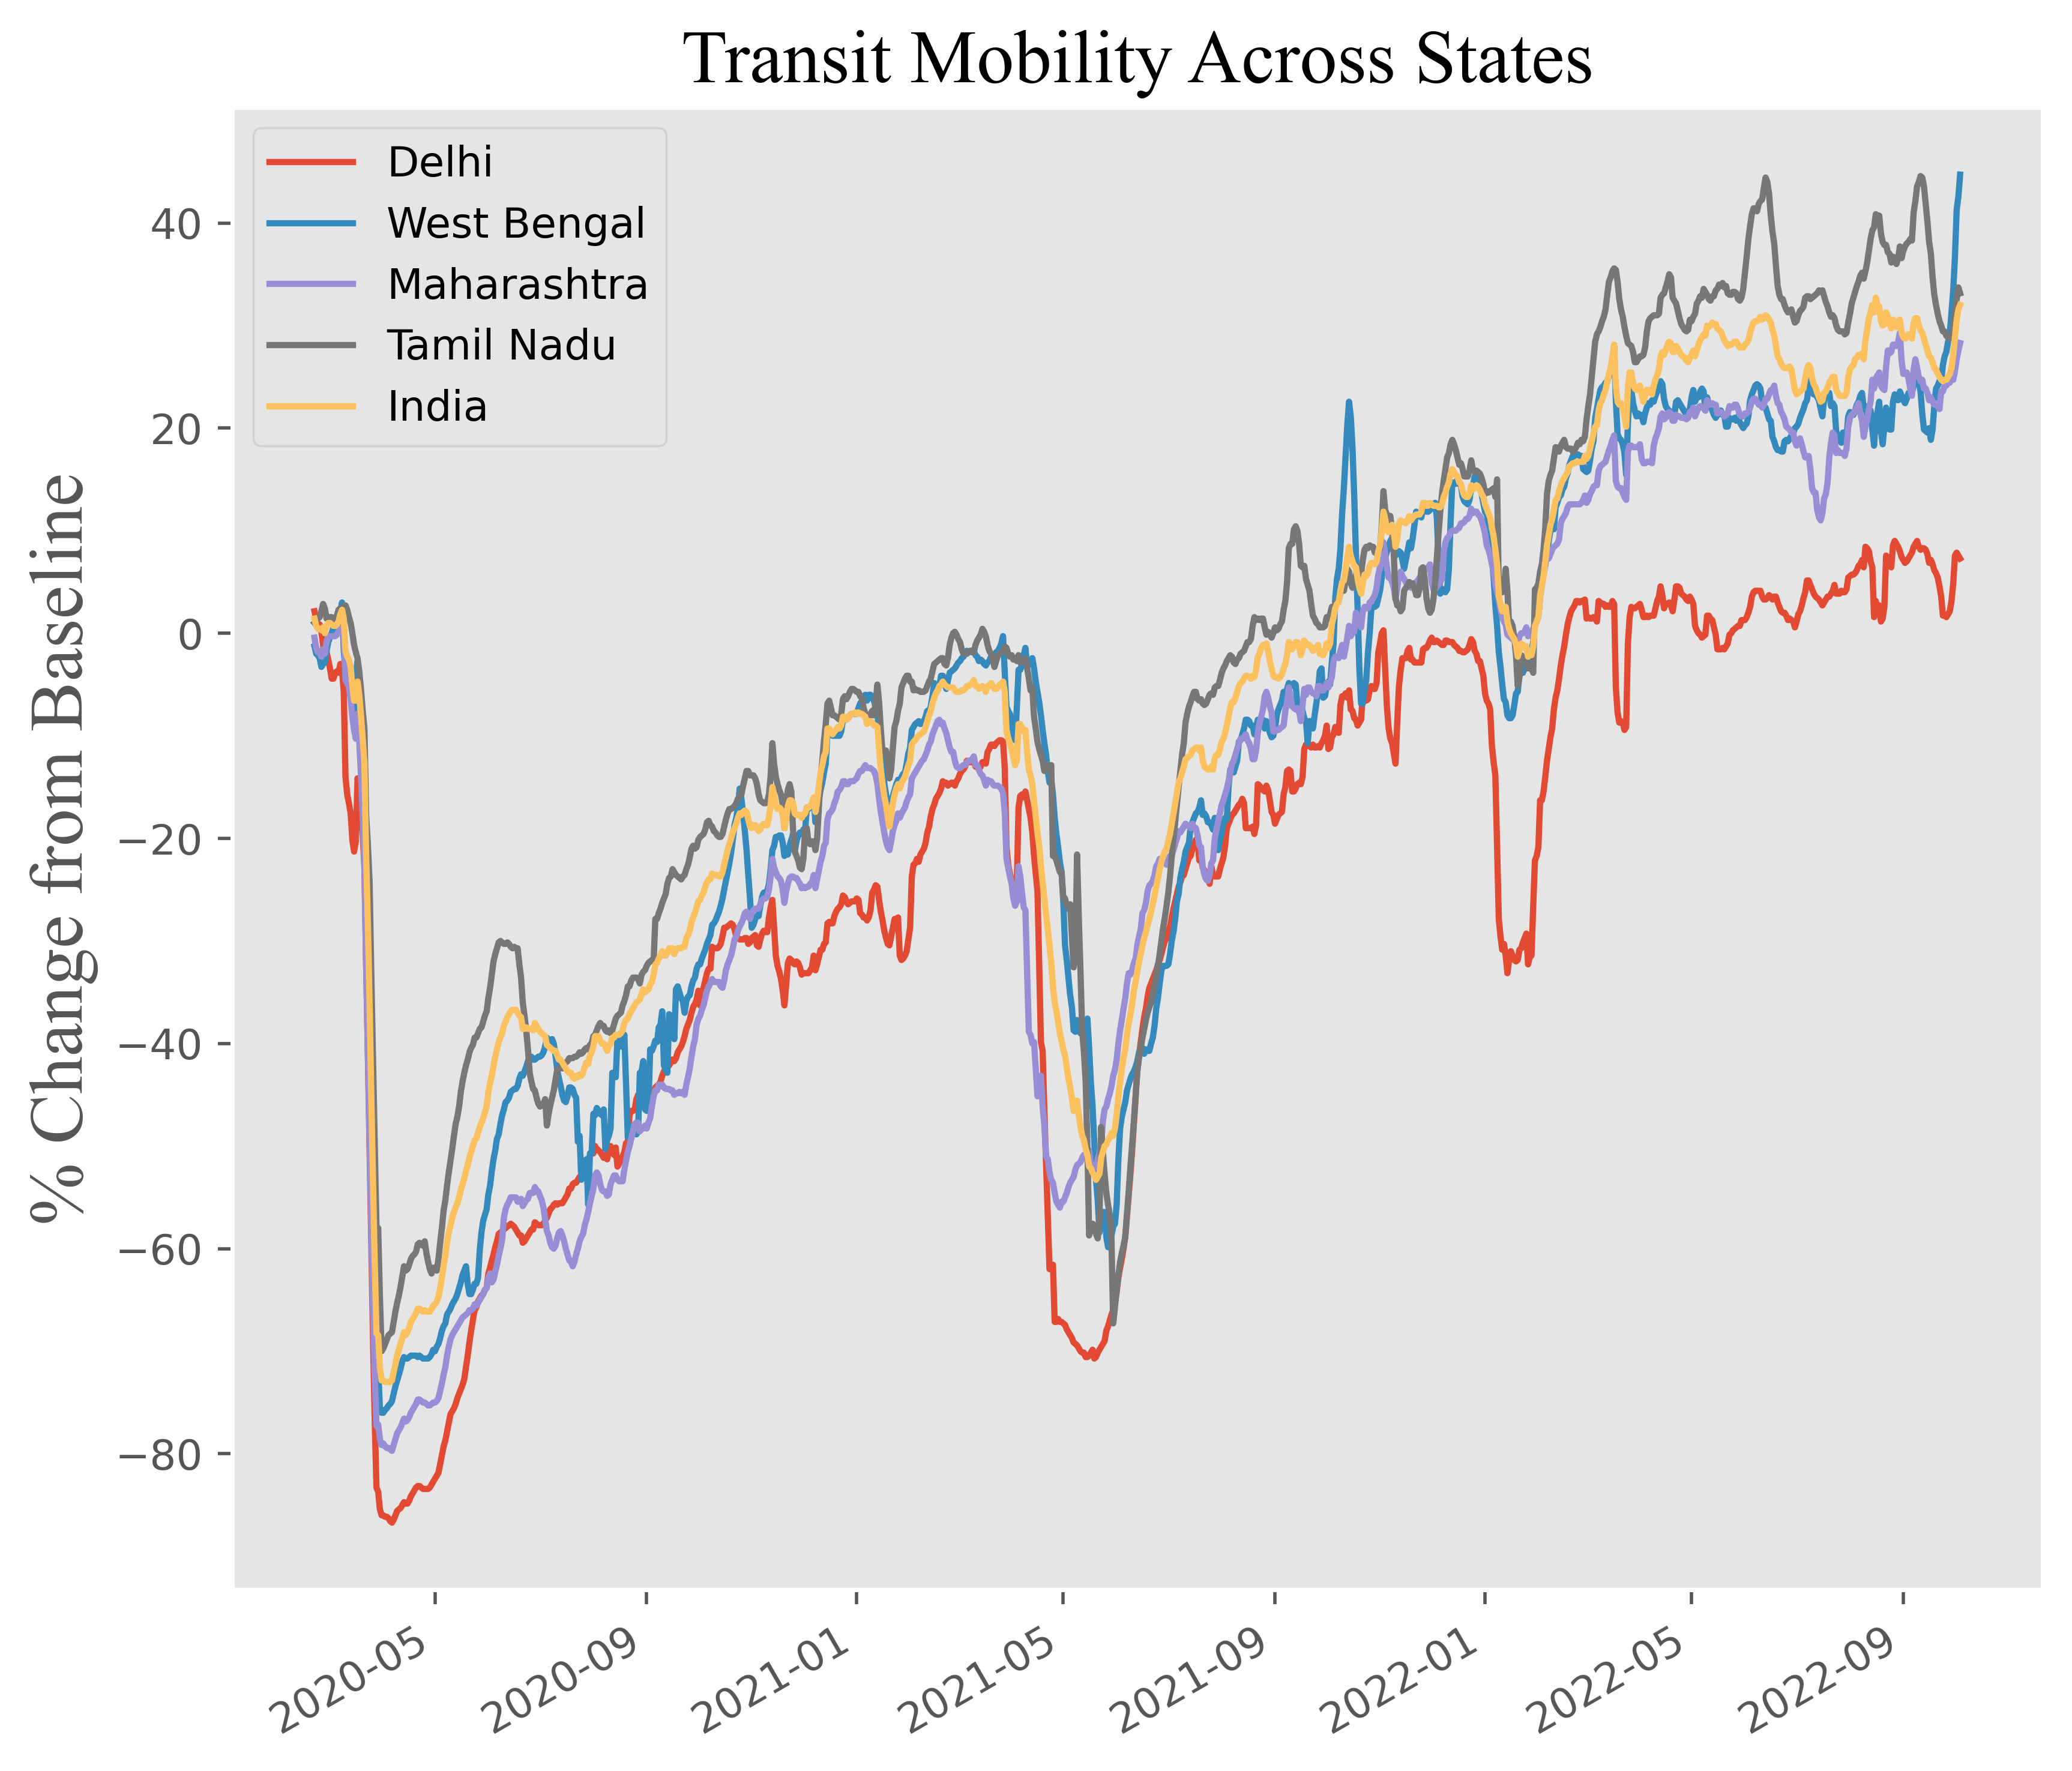 Transit Mobility Across States
Delhi
West Bengal
Maharashtra
Tamil Nadu
India
% Change from Baseline
40
20
0
−20
−40
−60
−80
2020-05
2020-09
2021-01
2021-05
2021-09
2022-01
2022-05
2022-09